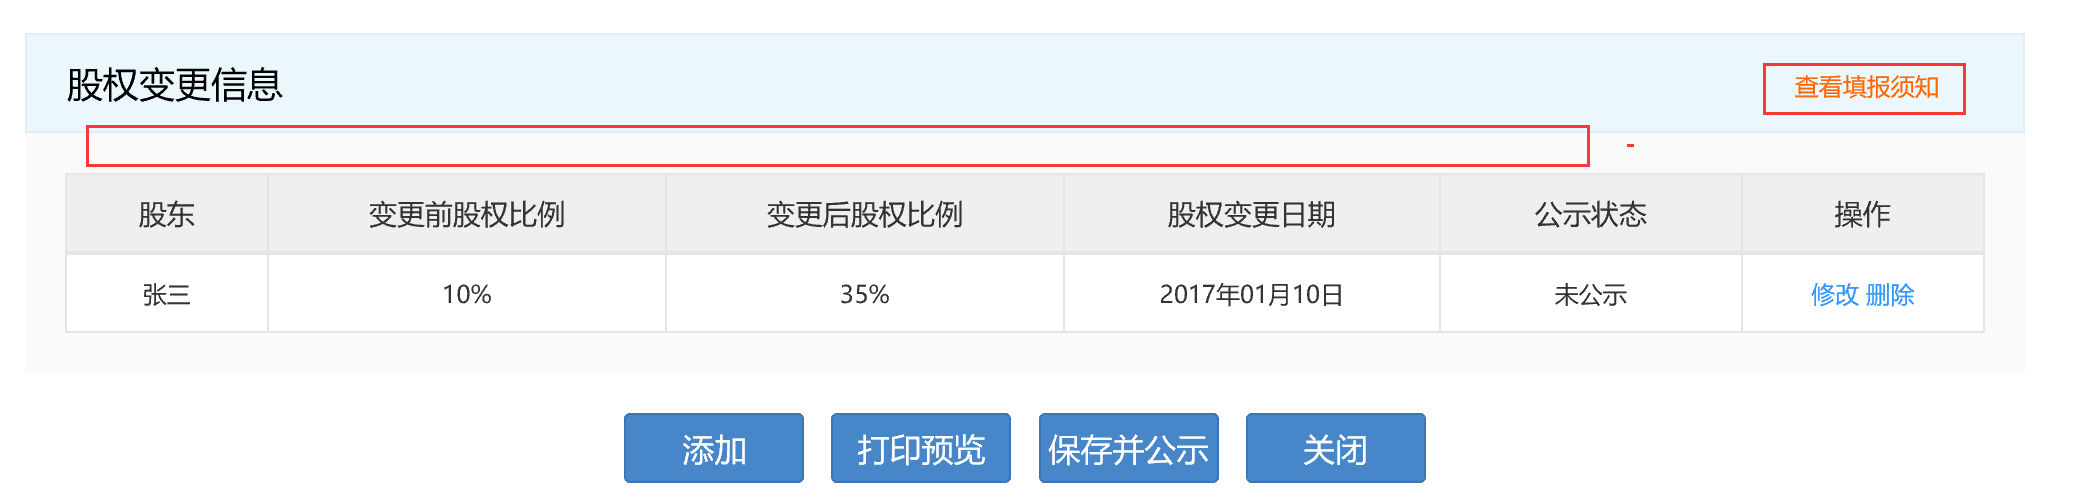 股权变更信息 查看填报须知
股东 变更前股权比例 变更后股权比例 股权变更日期 公示状态 操作
张三 10% 35% 2017年01月10日 未公示 修改 删除
添加 打印预览 保存并公示 关闭